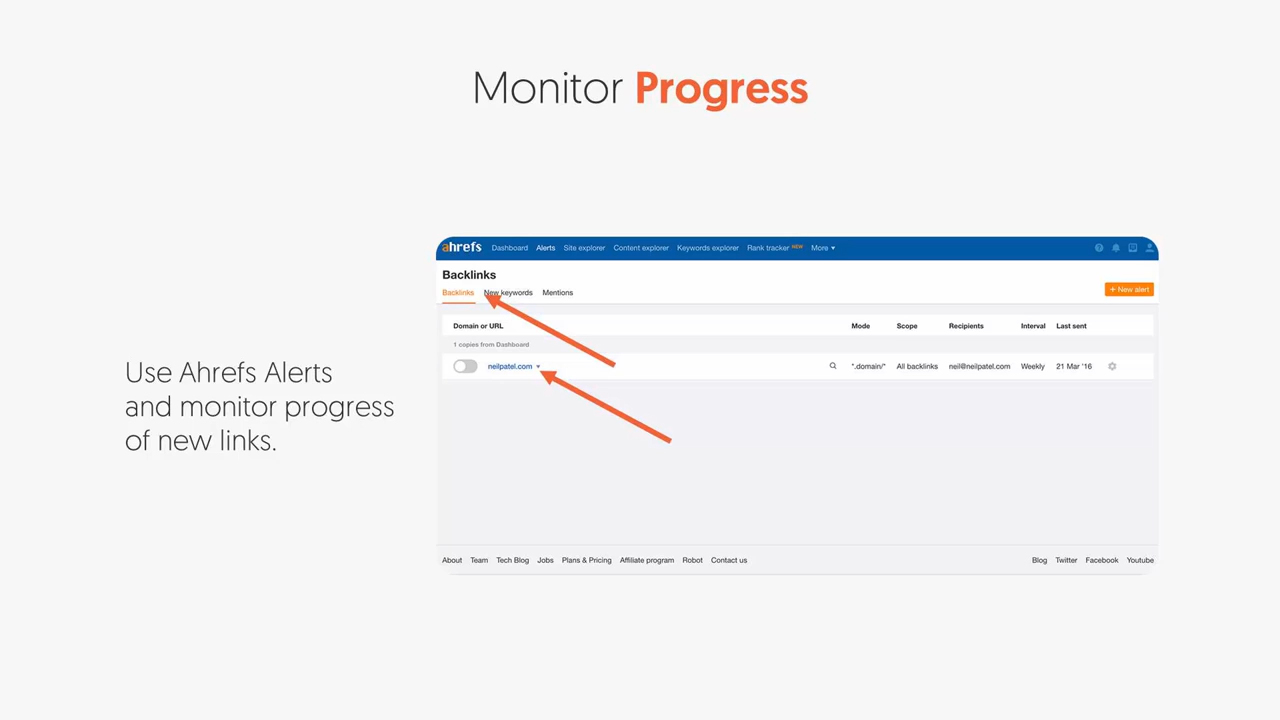 Monitor Progress
Use Ahrefs Alerts
and monitor progress
of new links.
ahrefs Dashboard Alerts Site explorer Content explorer Keywords explorer Rank tracker NEW More
Backlinks
Backlinks New keywords Mentions
+ New alert
Domain or URL Mode Scope Recipients Interval Last sent
1 copies from Dashboard
neilpatel.com *.domain/* All backlinks neil@neilpatel.com Weekly 21 Mar '16
About Team Tech Blog Jobs Plans & Pricing Affiliate program Robot Contact us Blog Twitter Facebook Youtube